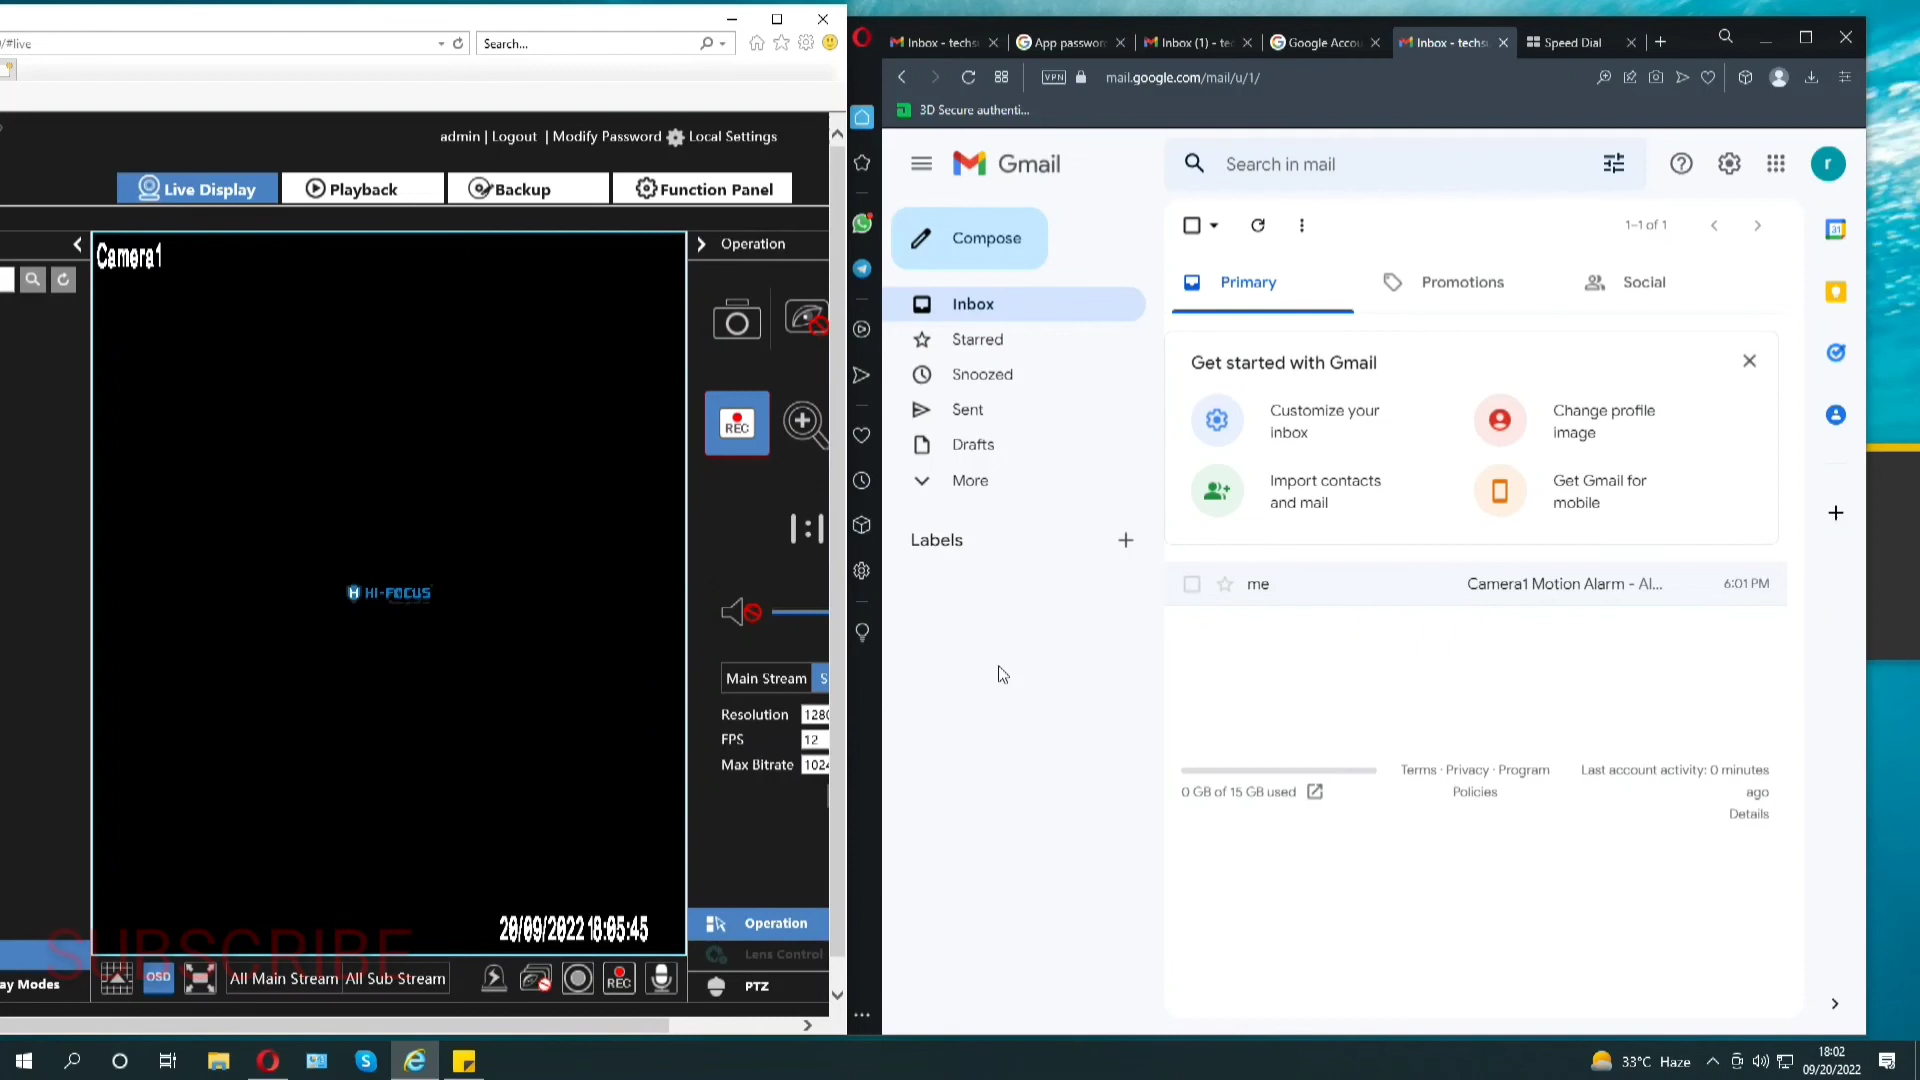 /#live
Search...
admin | Logout | Modify Password Local Settings
Live Display
Playback
Backup
Function Panel
Camera1
Operation
REC
HI-FOCUS
1:1
Main Stream
S
Resolution 1280
FPS 12
Max Bitrate 1024
20/09/2022 18:05:45
Operation
Lens Control
PTZ
SUBSCRIBE
ay Modes
OSD
All Main Stream All Sub Stream
REC
Inbox - techs
App passwor
Inbox (1) - te
Google Accou
Inbox - techs
Speed Dial
VPN
mail.google.com/mail/u/1/
3D Secure authenti...
Gmail
Search in mail
r
Compose
1–1 of 1
31
Inbox
Primary
Promotions
Social
Starred
Snoozed
Sent
Drafts
More
Labels
Get started with Gmail
Customize your
inbox
Change profile
image
Import contacts
and mail
Get Gmail for
mobile
me
Camera1 Motion Alarm - Al...
6:01 PM
0 GB of 15 GB used
Terms · Privacy · Program
Policies
Last account activity: 0 minutes
ago
Details
33°C Haze
18:02
09/20/2022